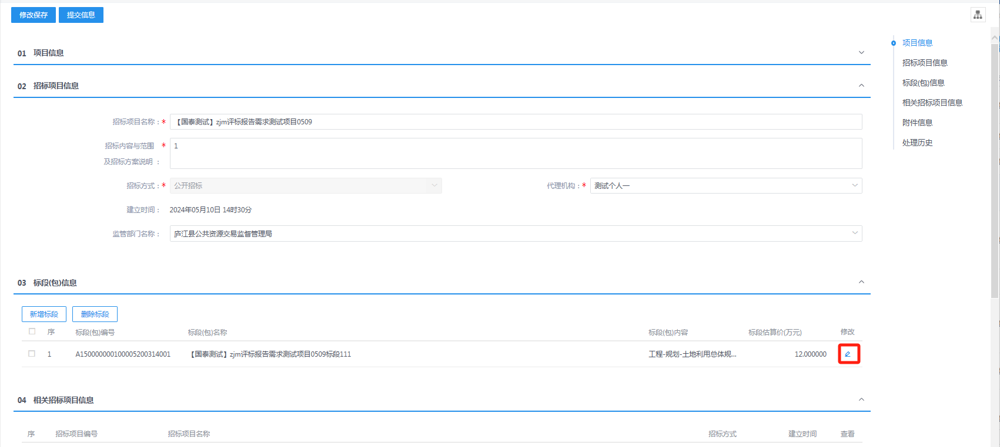 修改保存 提交信息
01 项目信息
02 招标项目信息
招标项目名称：* 【国泰测试】zjm评标报告需求测试项目0509
招标内容与范围 * 1
及招标方案说明 ：
招标方式：* 公开招标 代理机构：* 测试个人一
建立时间： 2024年05月10日 14时30分
监管部门名称： 庐江县公共资源交易监督管理局
03 标段(包)信息
新增标段 删除标段
序 标段(包)编号 标段(包)名称 标段(包)内容 标段估算价(万元) 修改
1 A150000000100005200314001 【国泰测试】zjm评标报告需求测试项目0509标段111 工程-规划-土地利用总体规... 12.000000
04 相关招标项目信息
序 招标项目编号 招标项目名称 招标方式 建立时间 查看
项目信息
招标项目信息
标段(包)信息
相关招标项目信息
附件信息
处理历史